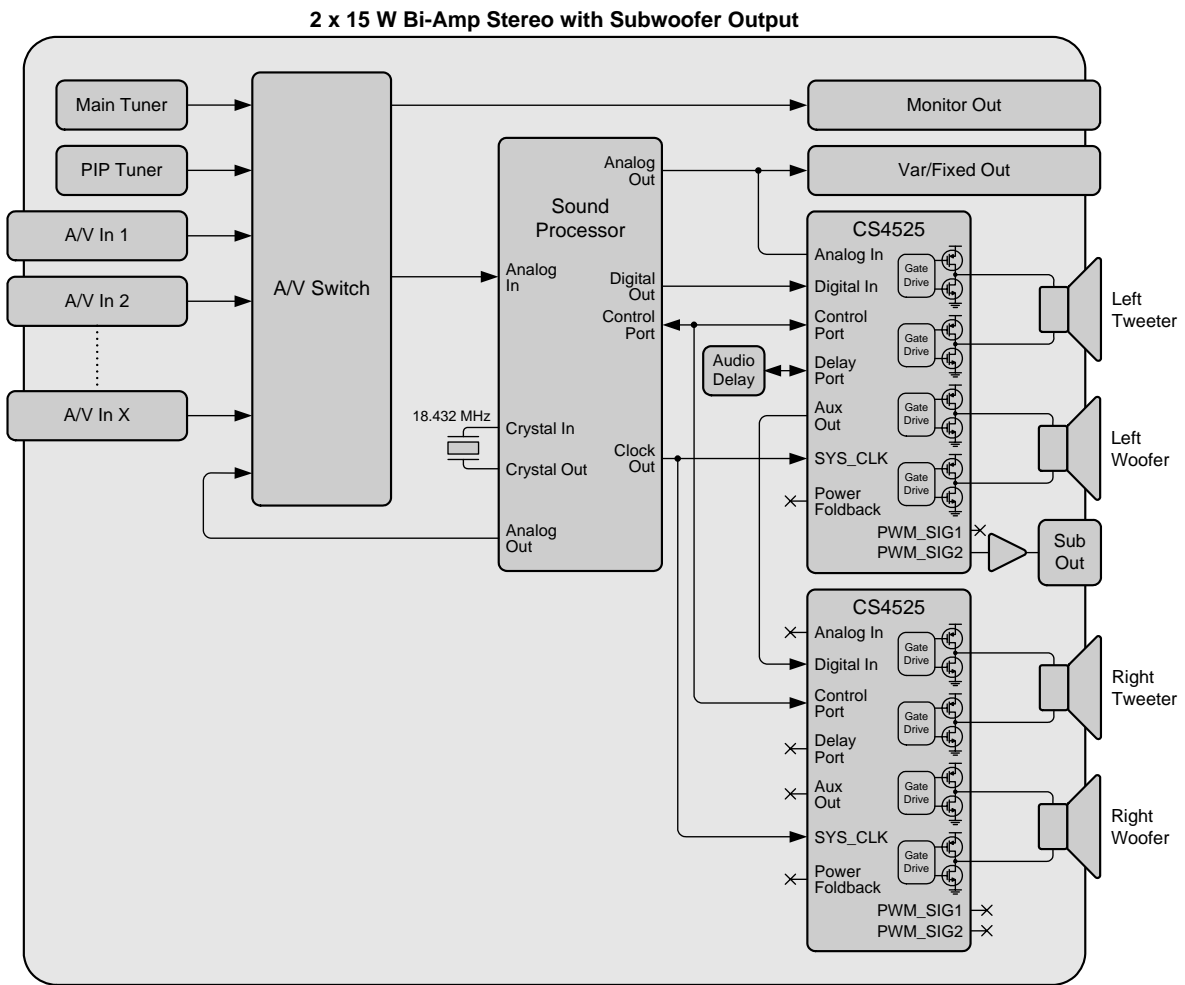 2 x 15 W Bi-Amp Stereo with Subwoofer Output
Main Tuner
PIP Tuner
A/V In 1
A/V In 2
A/V In X
A/V Switch
Monitor Out
Var/Fixed Out
Sound
Processor
Analog
Out
Analog
In
Digital
Out
Control
Port
18.432 MHz
Crystal In
Crystal Out
Clock
Out
Analog
Out
Audio
Delay
CS4525
Analog In
Digital In
Control
Port
Delay
Port
Aux
Out
SYS_CLK
Power
Foldback
PWM_SIG1
PWM_SIG2
Gate
Drive
Gate
Drive
Gate
Drive
Gate
Drive
Left
Tweeter
Left
Woofer
Sub
Out
CS4525
Analog In
Digital In
Control
Port
Delay
Port
Aux
Out
SYS_CLK
Power
Foldback
PWM_SIG1
PWM_SIG2
Gate
Drive
Gate
Drive
Gate
Drive
Gate
Drive
Right
Tweeter
Right
Woofer